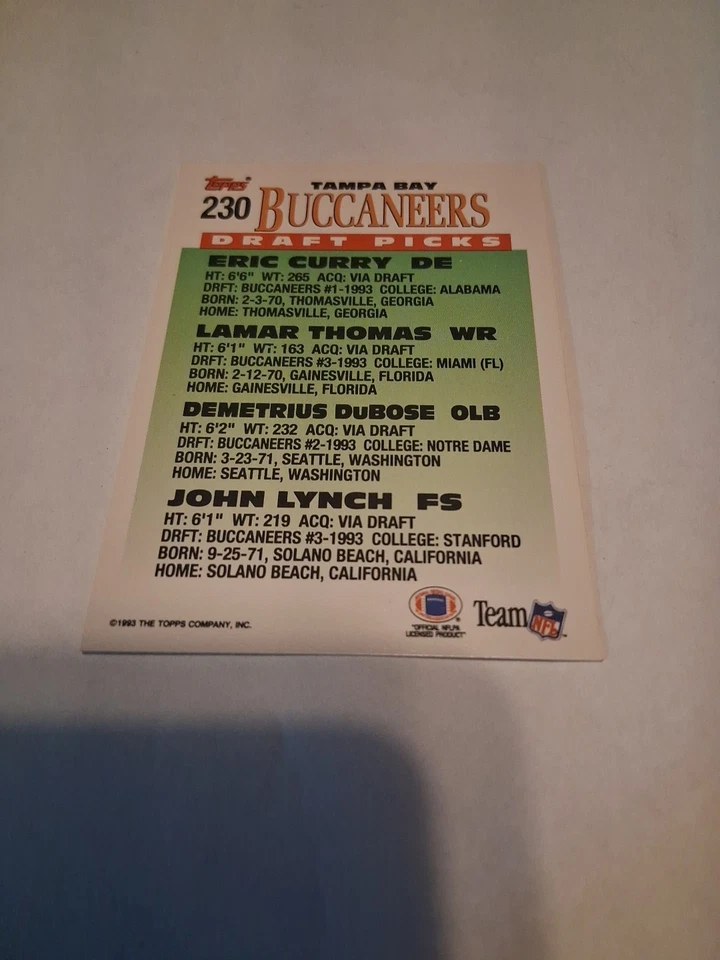 Topps®
TAMPA BAY
230 BUCCANEERS
DRAFT PICKS
ERIC CURRY DE
HT: 6'6" WT: 265 ACQ: VIA DRAFT
DRFT: BUCCANEERS #1-1993 COLLEGE: ALABAMA
BORN: 2-3-70, THOMASVILLE, GEORGIA
HOME: THOMASVILLE, GEORGIA
LAMAR THOMAS WR
HT: 6'1" WT: 163 ACQ: VIA DRAFT
DRFT: BUCCANEERS #3-1993 COLLEGE: MIAMI (FL)
BORN: 2-12-70, GAINESVILLE, FLORIDA
HOME: GAINESVILLE, FLORIDA
DEMETRIUS DuBOSE OLB
HT: 6'2" WT: 232 ACQ: VIA DRAFT
DRFT: BUCCANEERS #2-1993 COLLEGE: NOTRE DAME
BORN: 3-23-71, SEATTLE, WASHINGTON
HOME: SEATTLE, WASHINGTON
JOHN LYNCH FS
HT: 6'1" WT: 219 ACQ: VIA DRAFT
DRFT: BUCCANEERS #3-1993 COLLEGE: STANFORD
BORN: 9-25-71, SOLANO BEACH, CALIFORNIA
HOME: SOLANO BEACH, CALIFORNIA
©1993 THE TOPPS COMPANY, INC.
"OFFICIAL NFLPA
LICENSED PRODUCT"
Team NFL™